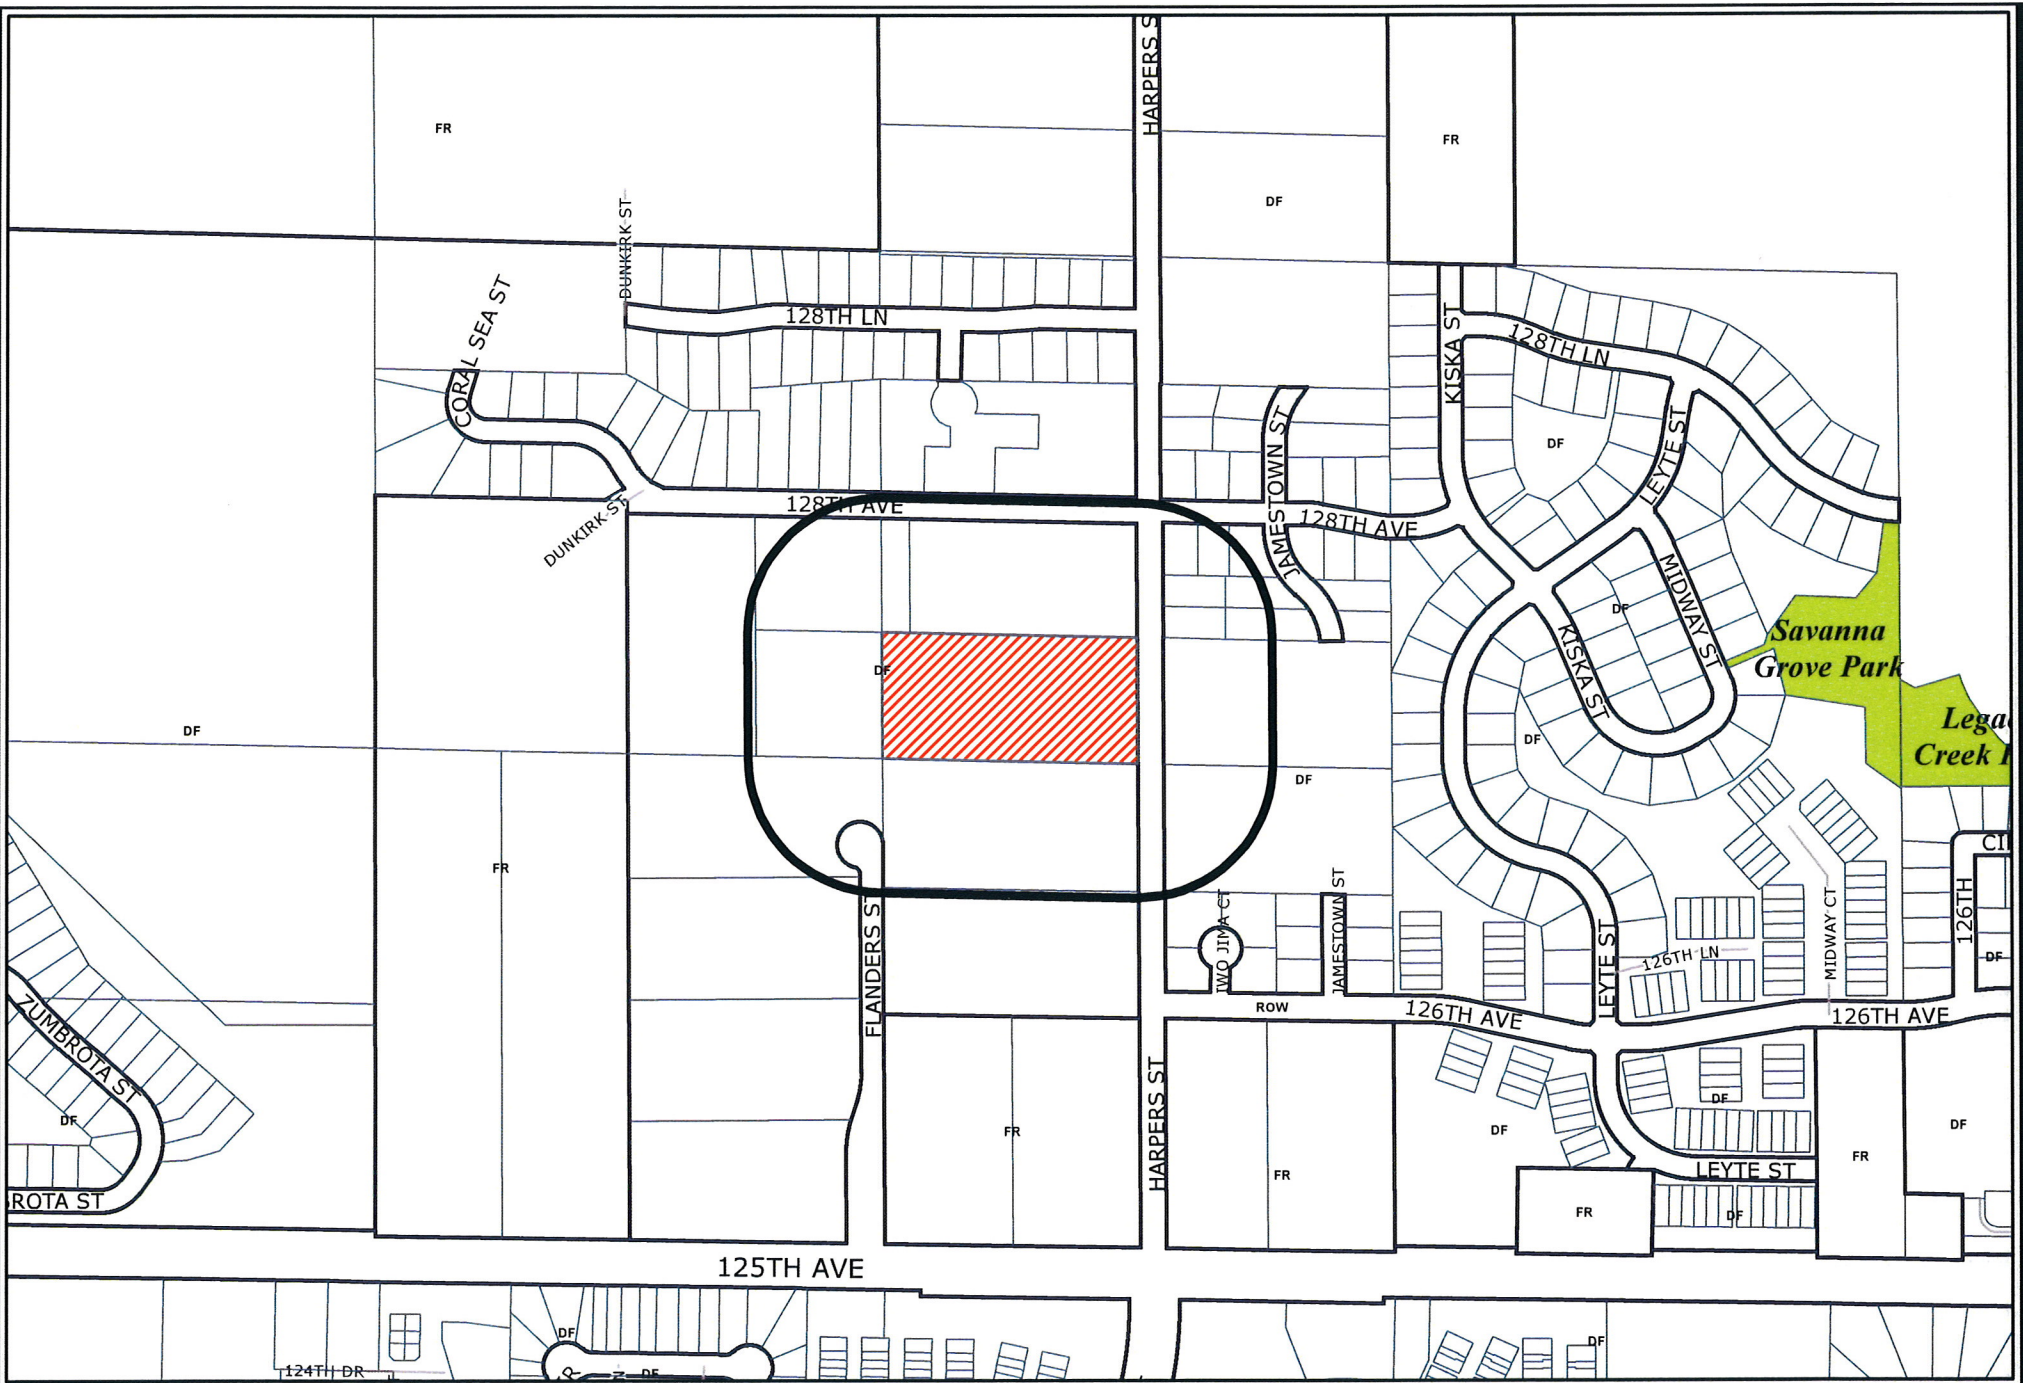 HARPERS S
FR
FR
DF
DUNKIRK ST
CORAL SEA ST
128TH LN
KISKA ST
128TH LN
JAMESTOWN ST
LEYTE ST
DF
128TH AVE
128TH AVE
DUNKIRK ST
MIDWAY ST
DF
KISKA ST
Savanna
Grove Park
DF
DF
DF
Lega
Creek
DF
FR
CI
126TH
FLANDERS ST
IWO JIMA CT
JAMESTOWN ST
LEYTE ST
126TH LN
MIDWAY CT
DF
ROW
126TH AVE
126TH AVE
ZUMBROTA ST
DF
HARPERS ST
FR
FR
DF
DF
DF
FR
LEYTE ST
ROTA ST
FR
DF
125TH AVE
DF
DF
124TH DR
DF